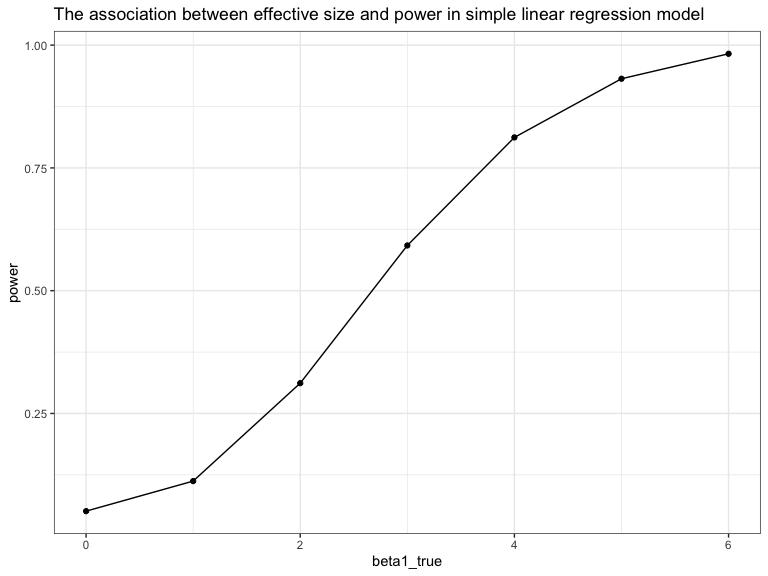 The association between effective size and power in simple linear regression model
1.00
0.75
0.50
0.25
power
0 2 4 6
beta1_true